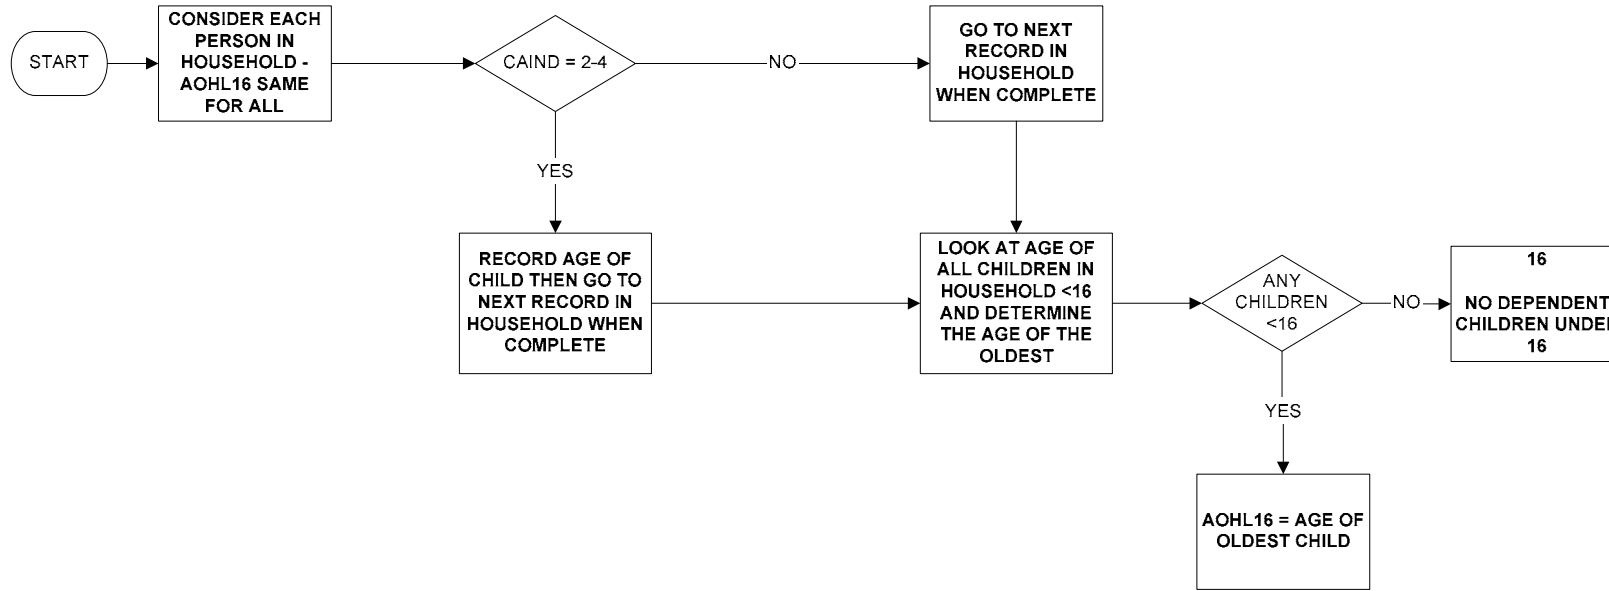 START
CONSIDER EACH
PERSON IN
HOUSEHOLD -
AOHL16 SAME
FOR ALL
CAIND = 2-4
NO
GO TO NEXT
RECORD IN
HOUSEHOLD
WHEN COMPLETE
YES
RECORD AGE OF
CHILD THEN GO TO
NEXT RECORD IN
HOUSEHOLD WHEN
COMPLETE
LOOK AT AGE OF
ALL CHILDREN IN
HOUSEHOLD <16
AND DETERMINE
THE AGE OF THE
OLDEST
ANY
CHILDREN
<16
NO
16
NO DEPENDENT
CHILDREN UNDER
16
YES
AOHL16 = AGE OF
OLDEST CHILD